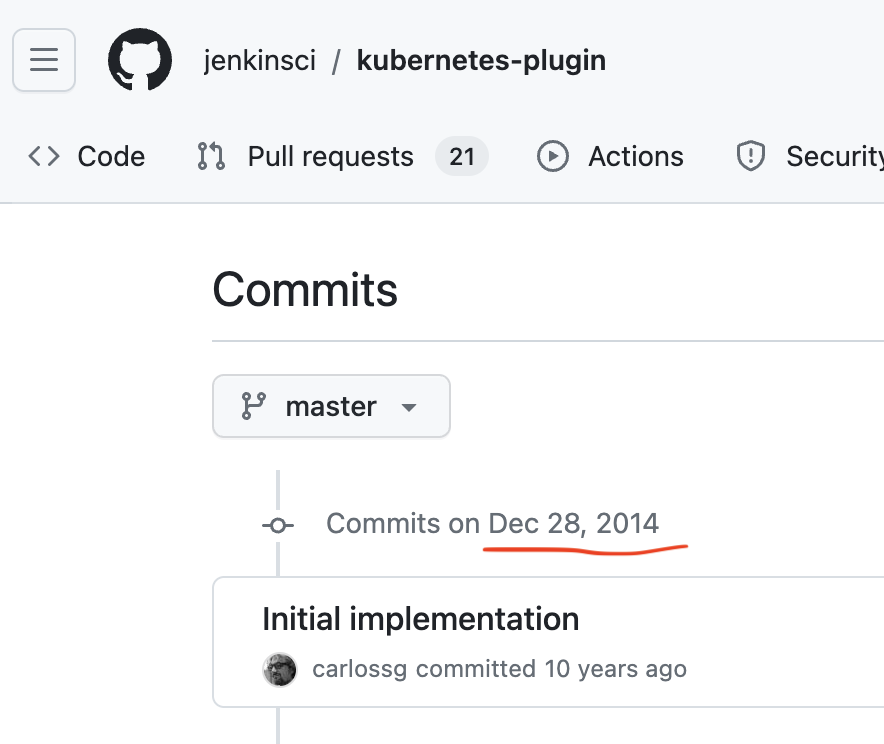 jenkinsci / kubernetes-plugin
Code Pull requests 21 Actions Security
Commits
master
Commits on Dec 28, 2014
Initial implementation
carlossg committed 10 years ago